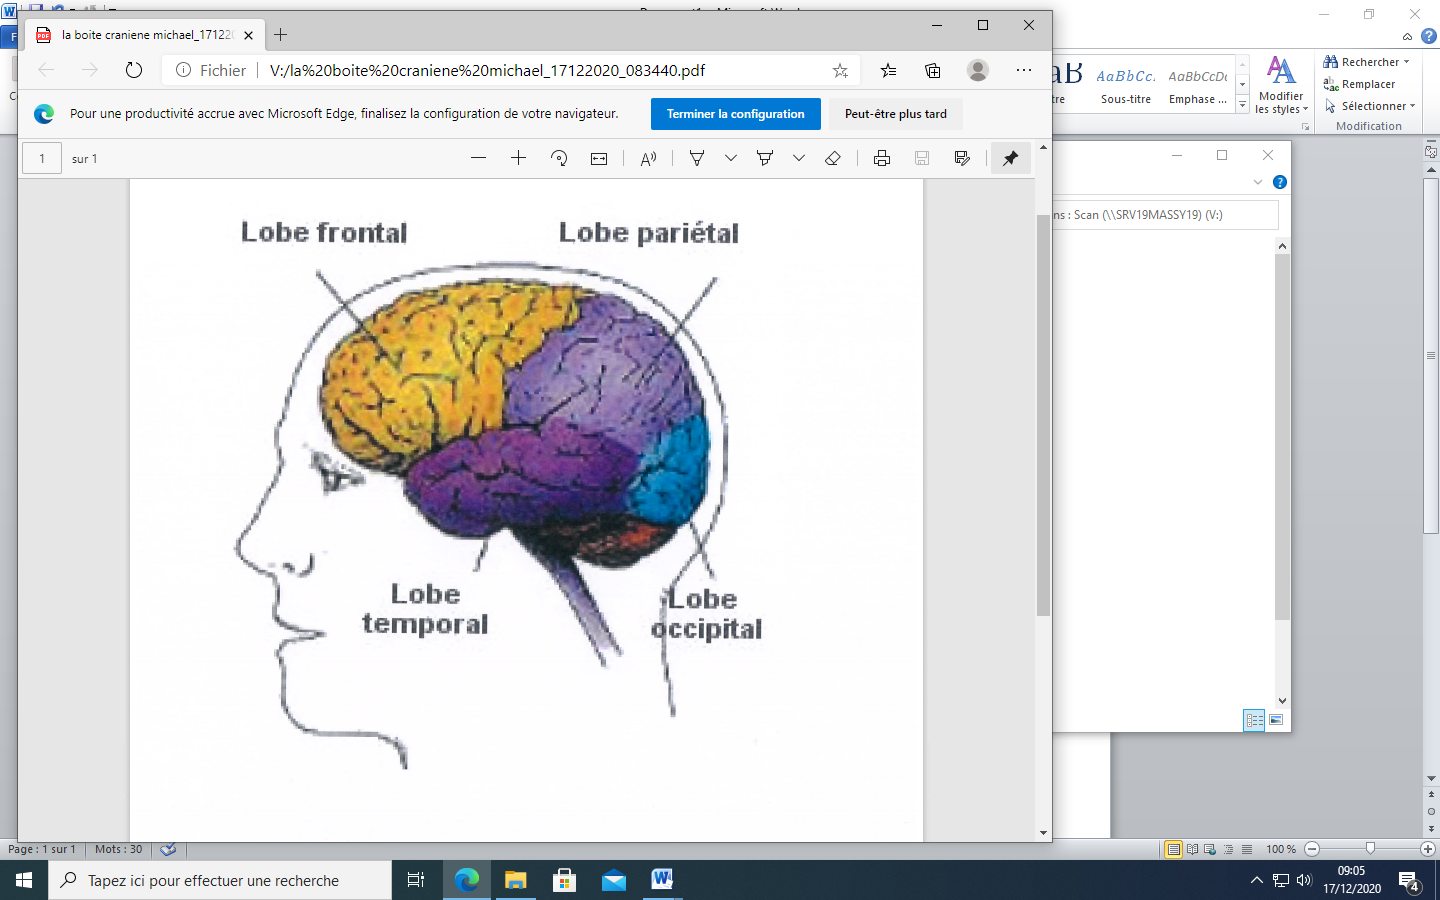 la boite craniene michael_17122
Fichier
V:/la%20boite%20craniene%20michael_17122020_083440.pdf
Pour une productivité accrue avec Microsoft Edge, finalisez la configuration de votre navigateur.
Terminer la configuration
Peut-être plus tard
1
sur 1
Lobe frontal
Lobe pariétal
Lobe
temporal
Lobe
occipital
F
AaBbCc.
AaBbCcDc
tre
Sous-titre
Emphase ...
Modifier
les styles
Rechercher
Remplacer
Sélectionner
Modification
ns : Scan (\\SRV19MASSY19) (V:)
Page : 1 sur 1
Mots : 30
100 %
Tapez ici pour effectuer une recherche
09:05
17/12/2020
4